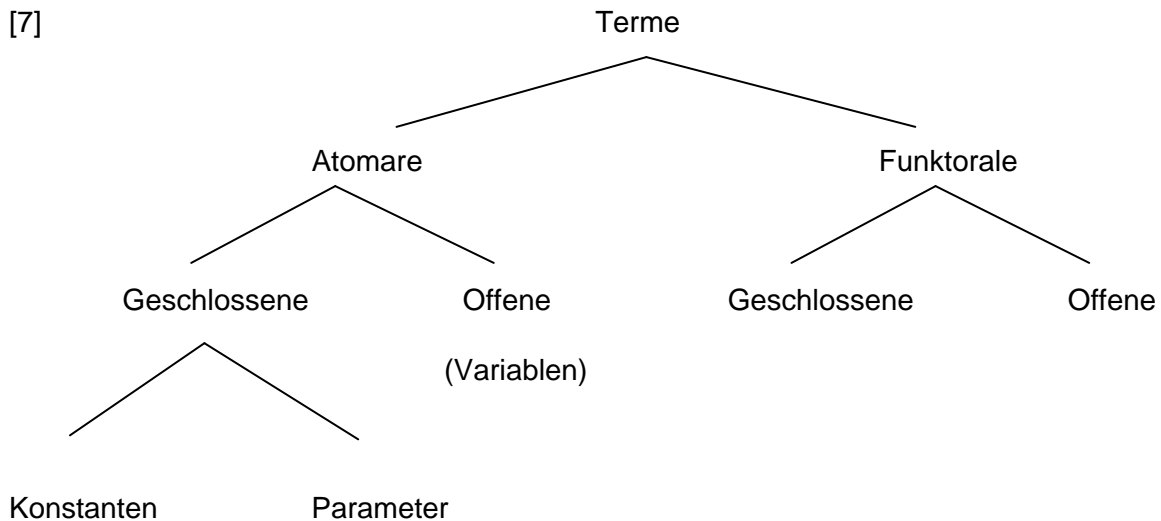 [7] Terme
Atomare Funktorale
Geschlossene Offene Geschlossene Offene
(Variablen)
Konstanten Parameter